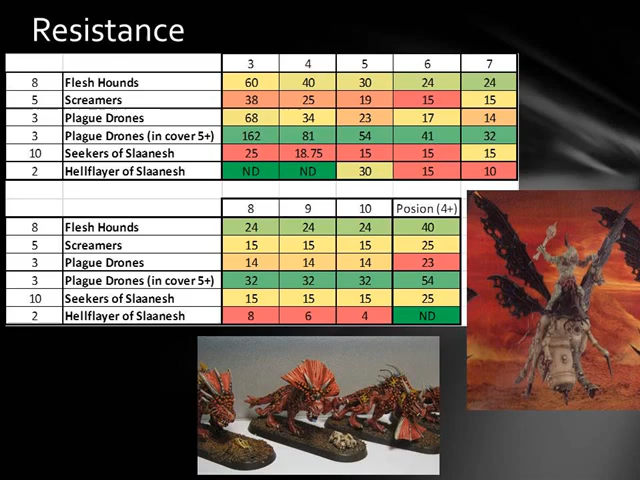 Resistance
3 4 5 6 7
8 Flesh Hounds 60 40 30 24 24
5 Screamers 38 25 19 15 15
3 Plague Drones 68 34 23 17 14
3 Plague Drones (in cover 5+) 162 81 54 41 32
10 Seekers of Slaanesh 25 18.75 15 15 15
2 Hellflayer of Slaanesh ND ND 30 15 10
8 9 10 Posion (4+)
8 Flesh Hounds 24 24 24 40
5 Screamers 15 15 15 25
3 Plague Drones 14 14 14 23
3 Plague Drones (in cover 5+) 32 32 32 54
10 Seekers of Slaanesh 15 15 15 25
2 Hellflayer of Slaanesh 8 6 4 ND